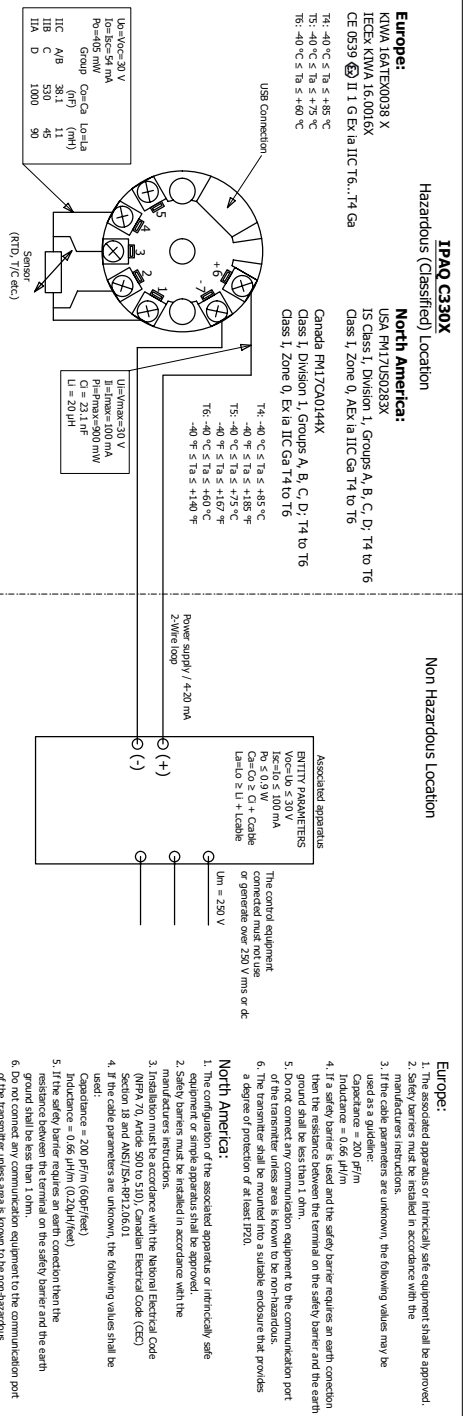 IPAQ C330X
Hazardous (Classified) Location
Non Hazardous Location
Europe:
KIWA 16ATEX0038 X
IECEx KIWA 16.0016X
CE 0539 Ex II 1 G Ex ia IIC T6...T4 Ga
T4: -40 °C ≤ Ta ≤ +85 °C
T5: -40 °C ≤ Ta ≤ +75 °C
T6: -40 °C ≤ Ta ≤ +60 °C
North America:
USA FM17US0283X
IS Class I, Division 1, Groups A, B, C, D; T4 to T6
Class I, Zone 0, AEx ia IIC Ga T4 to T6
Canada FM17CA0144X
Class I, Division 1, Groups A, B, C, D; T4 to T6
Class I, Zone 0, Ex ia IIC Ga T4 to T6
T4: -40 °C ≤ Ta ≤ +85 °C
-40 °F ≤ Ta ≤ +185 °F
T5: -40 °C ≤ Ta ≤ +75 °C
-40 °F ≤ Ta ≤ +167 °F
T6: -40 °C ≤ Ta ≤ +60 °C
-40 °F ≤ Ta ≤ +140 °F
USB Connection
5
4
3
2
1
+6
-7
Uo=Voc=30 V
Io=Isc=54 mA
Po=405 mW
Group Co=Ca Lo=La
(nF) (mH)
IIC A/B 38.1 11
IIB C 530 45
IIA D 1000 90
Sensor
(RTD, T/C etc.)
Ui=Vmax=30 V
Ii=Imax=100 mA
Pi=Pmax=900 mW
Ci = 23.1 nF
Li = 20 µH
Power supply / 4-20 mA
2-Wire loop
(+)
(-)
Associated apparatus
ENTITY PARAMETERS
Voc=Uo ≤ 30 V
Isc=Io ≤ 100 mA
Po ≤ 0.9 W
Ca=Co ≥ Ci + Ccable
La=Lo ≥ Li + Lcable
Um = 250 V
The control equipment
connected must not use
or generate over 250 V rms or dc
Europe:
1. The associated apparatus or intrincically safe equipment shall be approved.
2. Safety barriers must be installed in accordance with the
manufacturers instructions.
3. If the cable parameters are unknown, the following values may be
used as a guideline:
Capacitance = 200 pF/m
Inductance = 0.66 µH/m
4. If a safety barrier is used and the safety barrier requires an earth conection
then the resistance between the terminal on the safety barrier and the earth
ground shall be less than 1 ohm.
5. Do not connect any communication equipment to the communication port
of the transmitter unless area is known to be non-hazardous.
6. The transmitter shall be mounted into a suitable enclosure that provides
a degree of protection of at least IP20.
North America:
1. The configuration of the associated apparatus or intrincically safe
equipment or simple apparatus shall be approved.
2. Safety barriers must be installed in accordance with the
manufacturers instructions.
3. Installation must be accordance with the National Electrical Code
(NFPA 70, Article 500 to 510), Canadian Electrical Code (CEC)
Section 18 and ANSI/ISA-RP12.06.01
4. If the cable parameters are unknown, the following values shall be
used:
Capacitance = 200 pF/m (60pF/feet)
Inductance = 0.66 µH/m (0.20µH/feet)
5. If the safety barrier requires an earth conection then the
resistance between the terminal on the safety barrier and the earth
ground shall be less than 1 ohm.
6. Do not connect any communication equipment to the communication port
of the transmitter unless area is known to be non-hazardous.